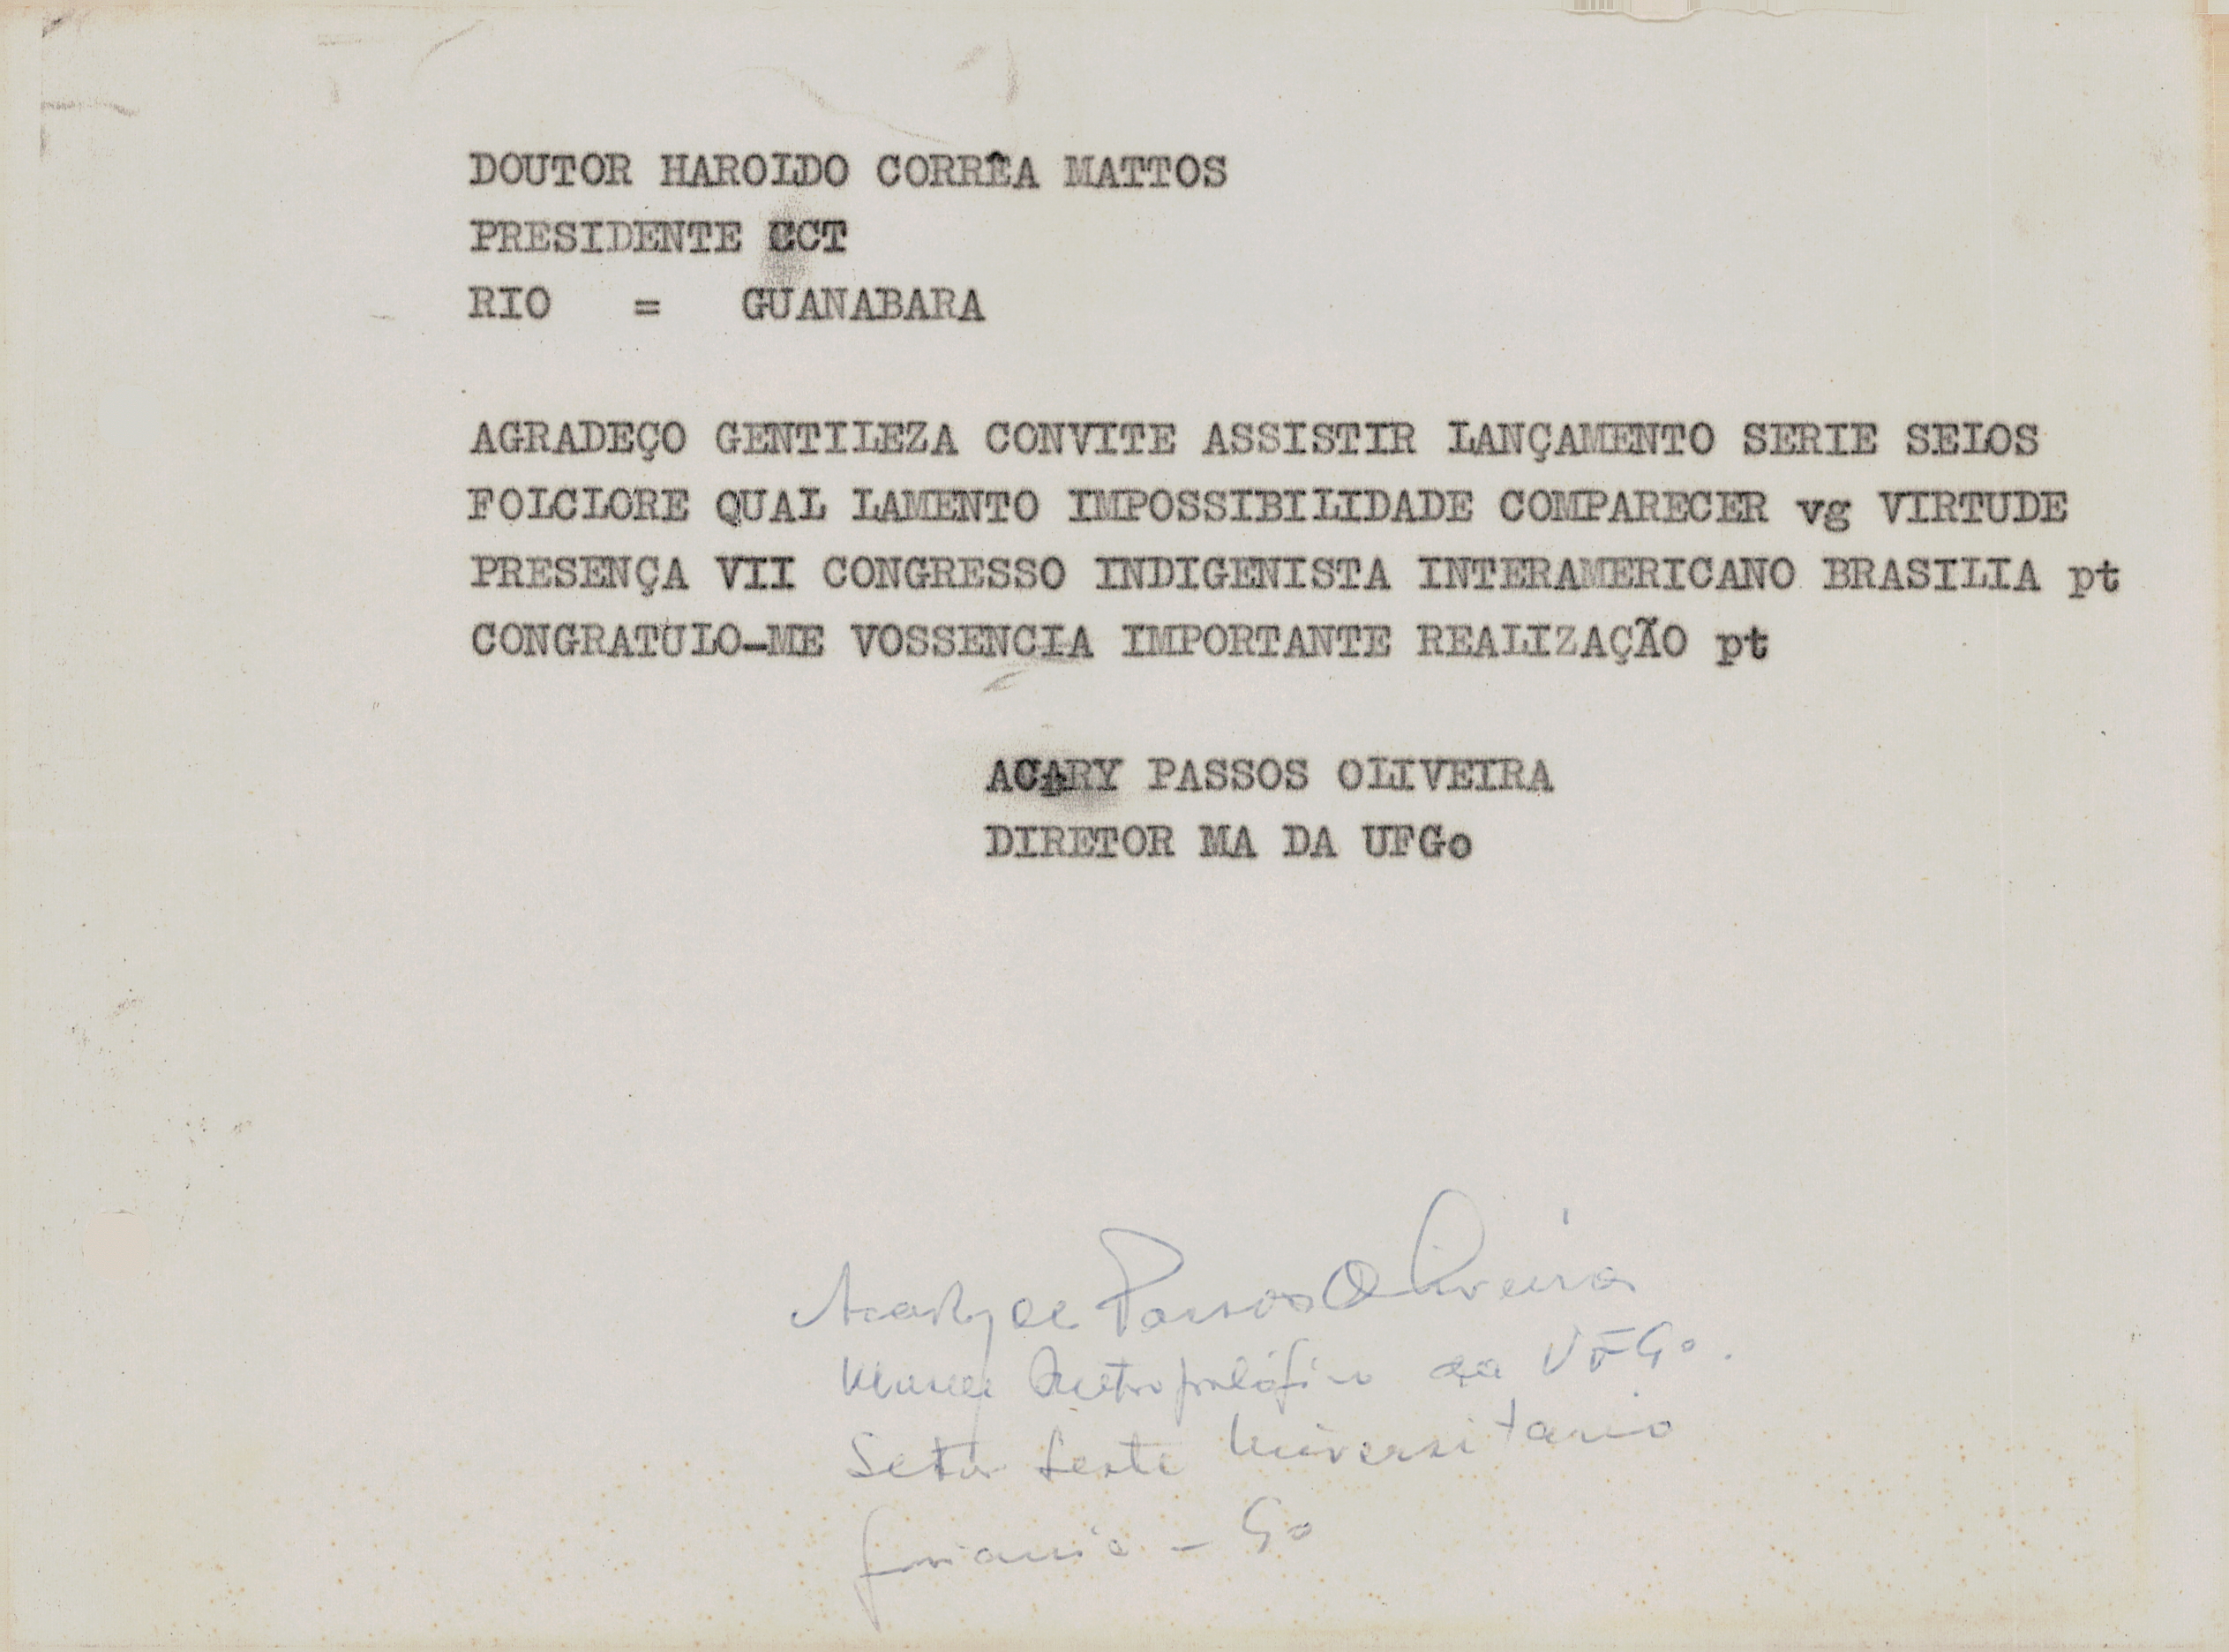 DOUTOR HAROLDO CORRÊA MATTOS
PRESIDENTE ECT
RIO = GUANABARA
AGRADEÇO GENTILEZA CONVITE ASSISTIR LANÇAMENTO SERIE SELOS
FOLCLORE QUAL LAMENTO IMPOSSIBILIDADE COMPARECER vg VIRTUDE
PRESENÇA VII CONGRESSO INDIGENISTA INTERAMERICANO BRASILIA pt
CONGRATULO-ME VOSSENCIA IMPORTANTE REALIZAÇÃO pt
ACARY PASSOS OLIVEIRA
DIRETOR MA DA UFGo
Acary de Passos Oliveira
Museu Antropológico da UFGo.
Setor Leste Universitario
Goiania - Go